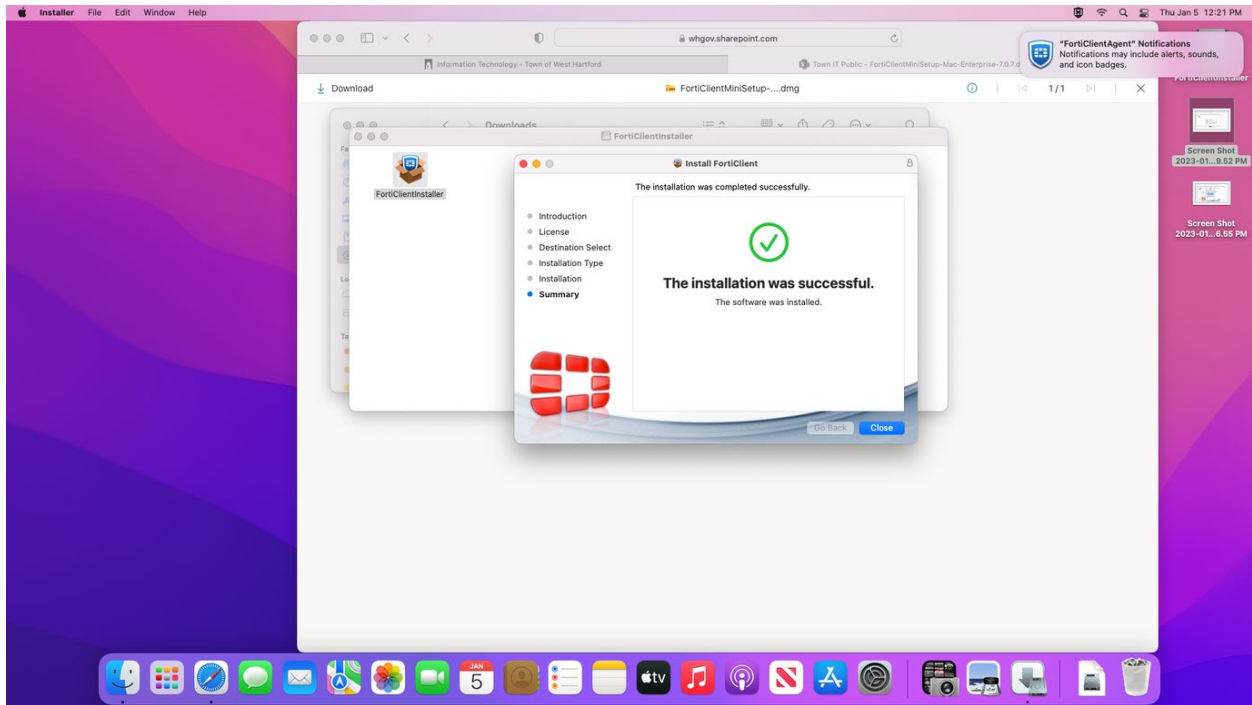 Installer File Edit Window Help
Thu Jan 5 12:21 PM
whgov.sharepoint.com
Information Technology - Town of West Hartford
Town IT Public - FortiClientMiniSetup-Mac-Enterprise-7.0.7.d
"FortiClientAgent" Notifications
Notifications may include alerts, sounds,
and icon badges.
FortiClientInstaller
Download
FortiClientMiniSetup-....dmg
1/1
Downloads
FortiClientInstaller
FortiClientInstaller
Install FortiClient
The installation was completed successfully.
Introduction
License
Destination Select
Installation Type
Installation
Summary
The installation was successful.
The software was installed.
Go Back
Close
Screen Shot
2023-01...9.52 PM
Screen Shot
2023-01...6.55 PM
JAN
5
tv